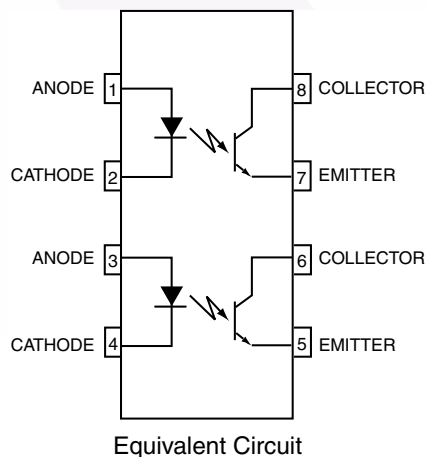 ANODE 1 8 COLLECTOR
CATHODE 2 7 EMITTER
ANODE 3 6 COLLECTOR
CATHODE 4 5 EMITTER
Equivalent Circuit